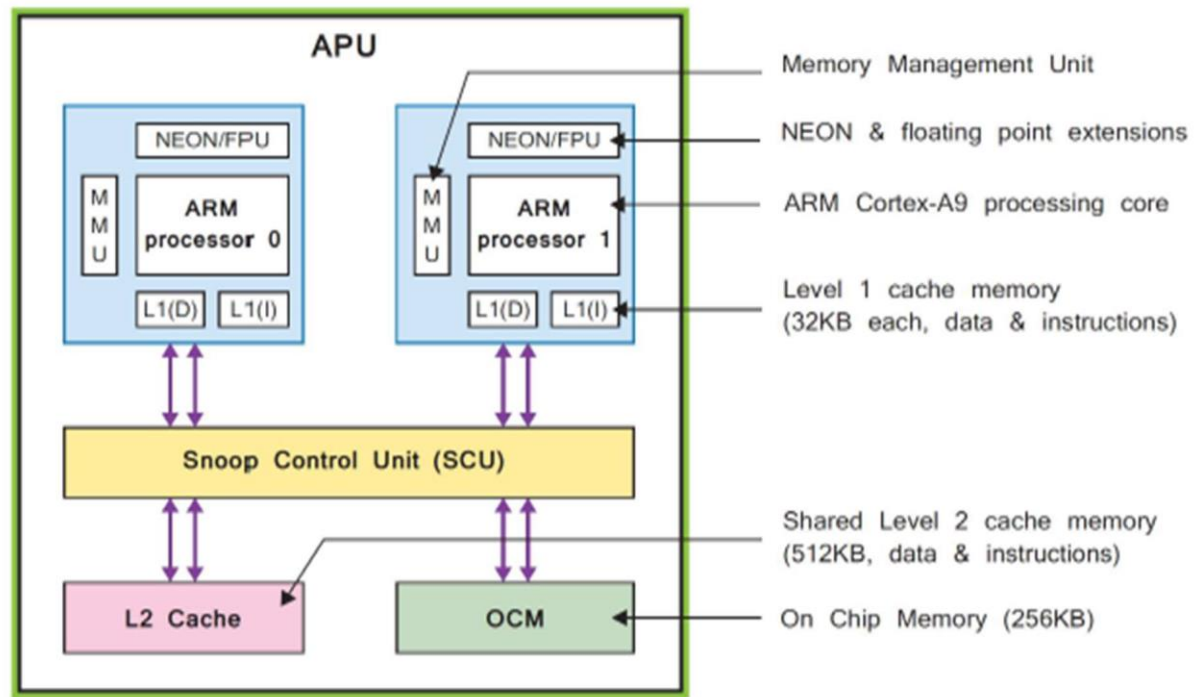 APU
Memory Management Unit
NEON/FPU
NEON/FPU
NEON & floating point extensions
M
M
U
ARM
processor 0
M
M
U
ARM
processor 1
ARM Cortex-A9 processing core
L1(D)
L1(I)
L1(D)
L1(I)
Level 1 cache memory
(32KB each, data & instructions)
Snoop Control Unit (SCU)
Shared Level 2 cache memory
(512KB, data & instructions)
L2 Cache
OCM
On Chip Memory (256KB)